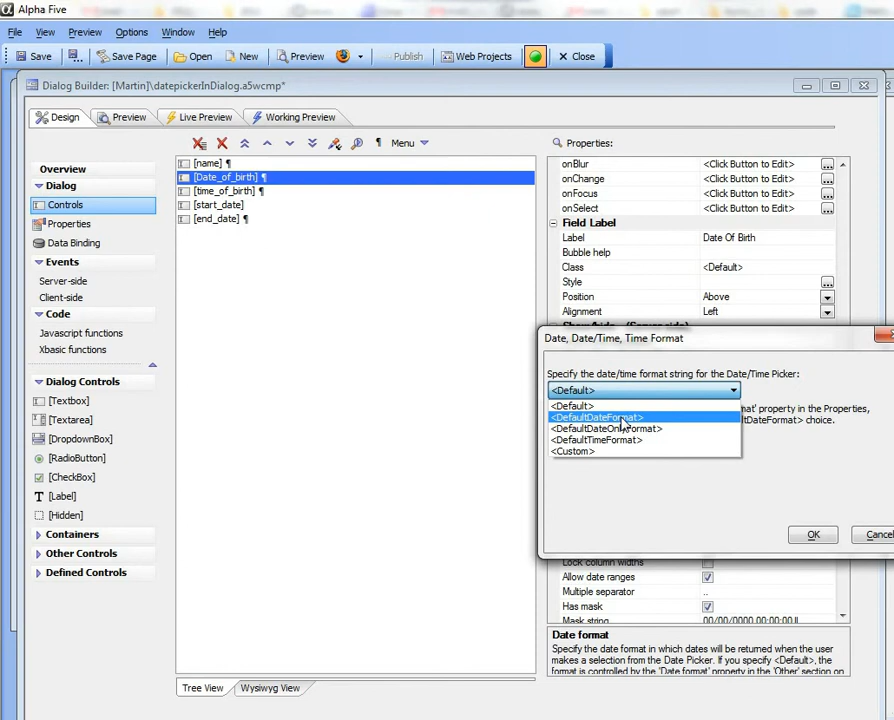 Alpha Five
File View Preview Options Window Help
Save Save Page Open New Preview Publish Web Projects Close
Dialog Builder: [Martin]\datepickerInDialog.a5wcmp*
Design Preview Live Preview Working Preview
Menu Properties:
Overview
Dialog
Controls
Properties
Data Binding
Events
Server-side
Client-side
Code
Javascript functions
Xbasic functions
Dialog Controls
[Textbox]
[Textarea]
[DropdownBox]
[RadioButton]
[CheckBox]
[Label]
[Hidden]
Containers
Other Controls
Defined Controls
[name] ¶
[Date_of_birth] ¶
[time_of_birth] ¶
[start_date]
[end_date] ¶
Tree View Wysiwyg View
onBlur <Click Button to Edit>
onChange <Click Button to Edit>
onFocus <Click Button to Edit>
onSelect <Click Button to Edit>
Field Label
Label Date Of Birth
Bubble help
Class <Default>
Style
Position Above
Alignment Left
Show/hide (Server-side)
Date, Date/Time, Time Format
Specify the date/time format string for the Date/Time Picker:
<Default>
<Default>
<DefaultDateFormat>
<DefaultDateOnlyFormat>
<DefaultTimeFormat>
<Custom>
mat' property in the Properties,
ultDateFormat> choice.
OK Cancel
Lock column widths
Allow date ranges
Multiple separator ..
Has mask
Mask string
Date format
Specify the date format in which dates will be returned when the user
makes a selection from the Date Picker. If you specify <Default>, the
format is controlled by the 'Date format' property in the 'Other' section on